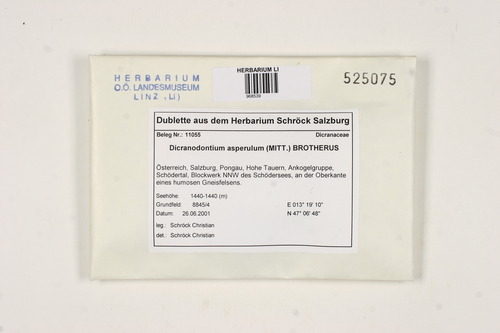 HERBARIUM
O.Ö. LANDESMUSEUM
LINZ, (LI)
HERBARIUM LI
525075
Dublette aus dem Herbarium Schröck Salzburg
Beleg Nr.: 11055 Dicranaceae
Dicranodontium asperulum (MITT.) BROTHERUS
Österreich, Salzburg, Pongau, Hohe Tauern, Ankogelgruppe,
Schödertal, Blockwerk NNW des Schödersees, an der Oberkante
eines humosen Gneisfelsens.
Seehöhe: 1440-1440 (m)
Grundfeld: 8845/4 E 013° 19' 10"
Datum: 26.06.2001 N 47° 06' 48"
leg.: Schröck Christian
det.: Schröck Christian